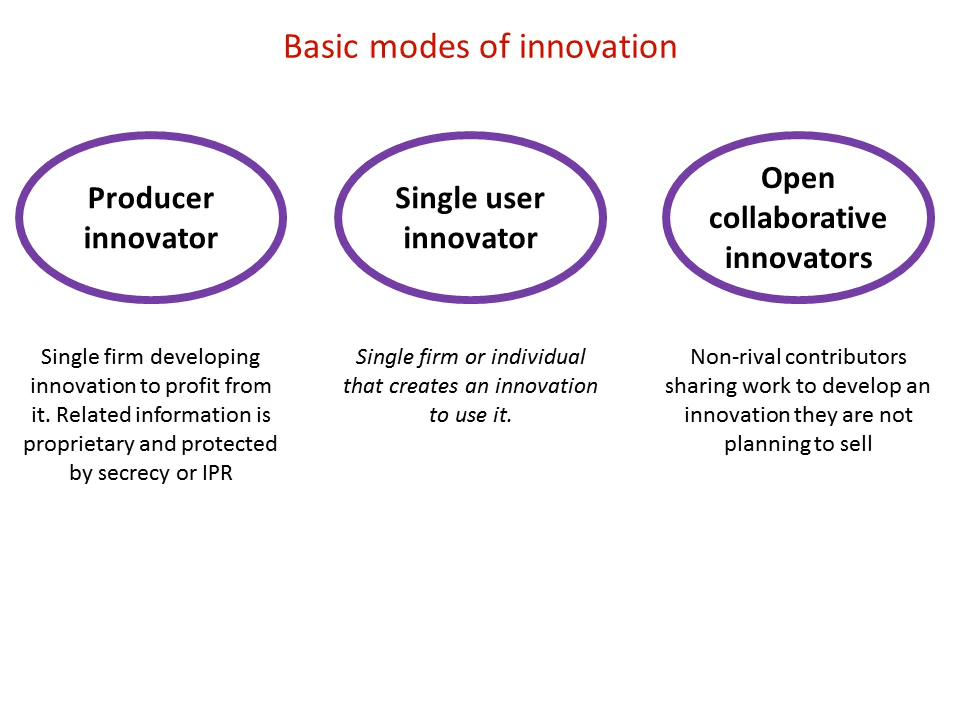 Basic modes of innovation
Producer
innovator
Single user
innovator
Open
collaborative
innovators
Single firm developing
innovation to profit from
it. Related information is
proprietary and protected
by secrecy or IPR
Single firm or individual
that creates an innovation
to use it.
Non-rival contributors
sharing work to develop an
innovation they are not
planning to sell